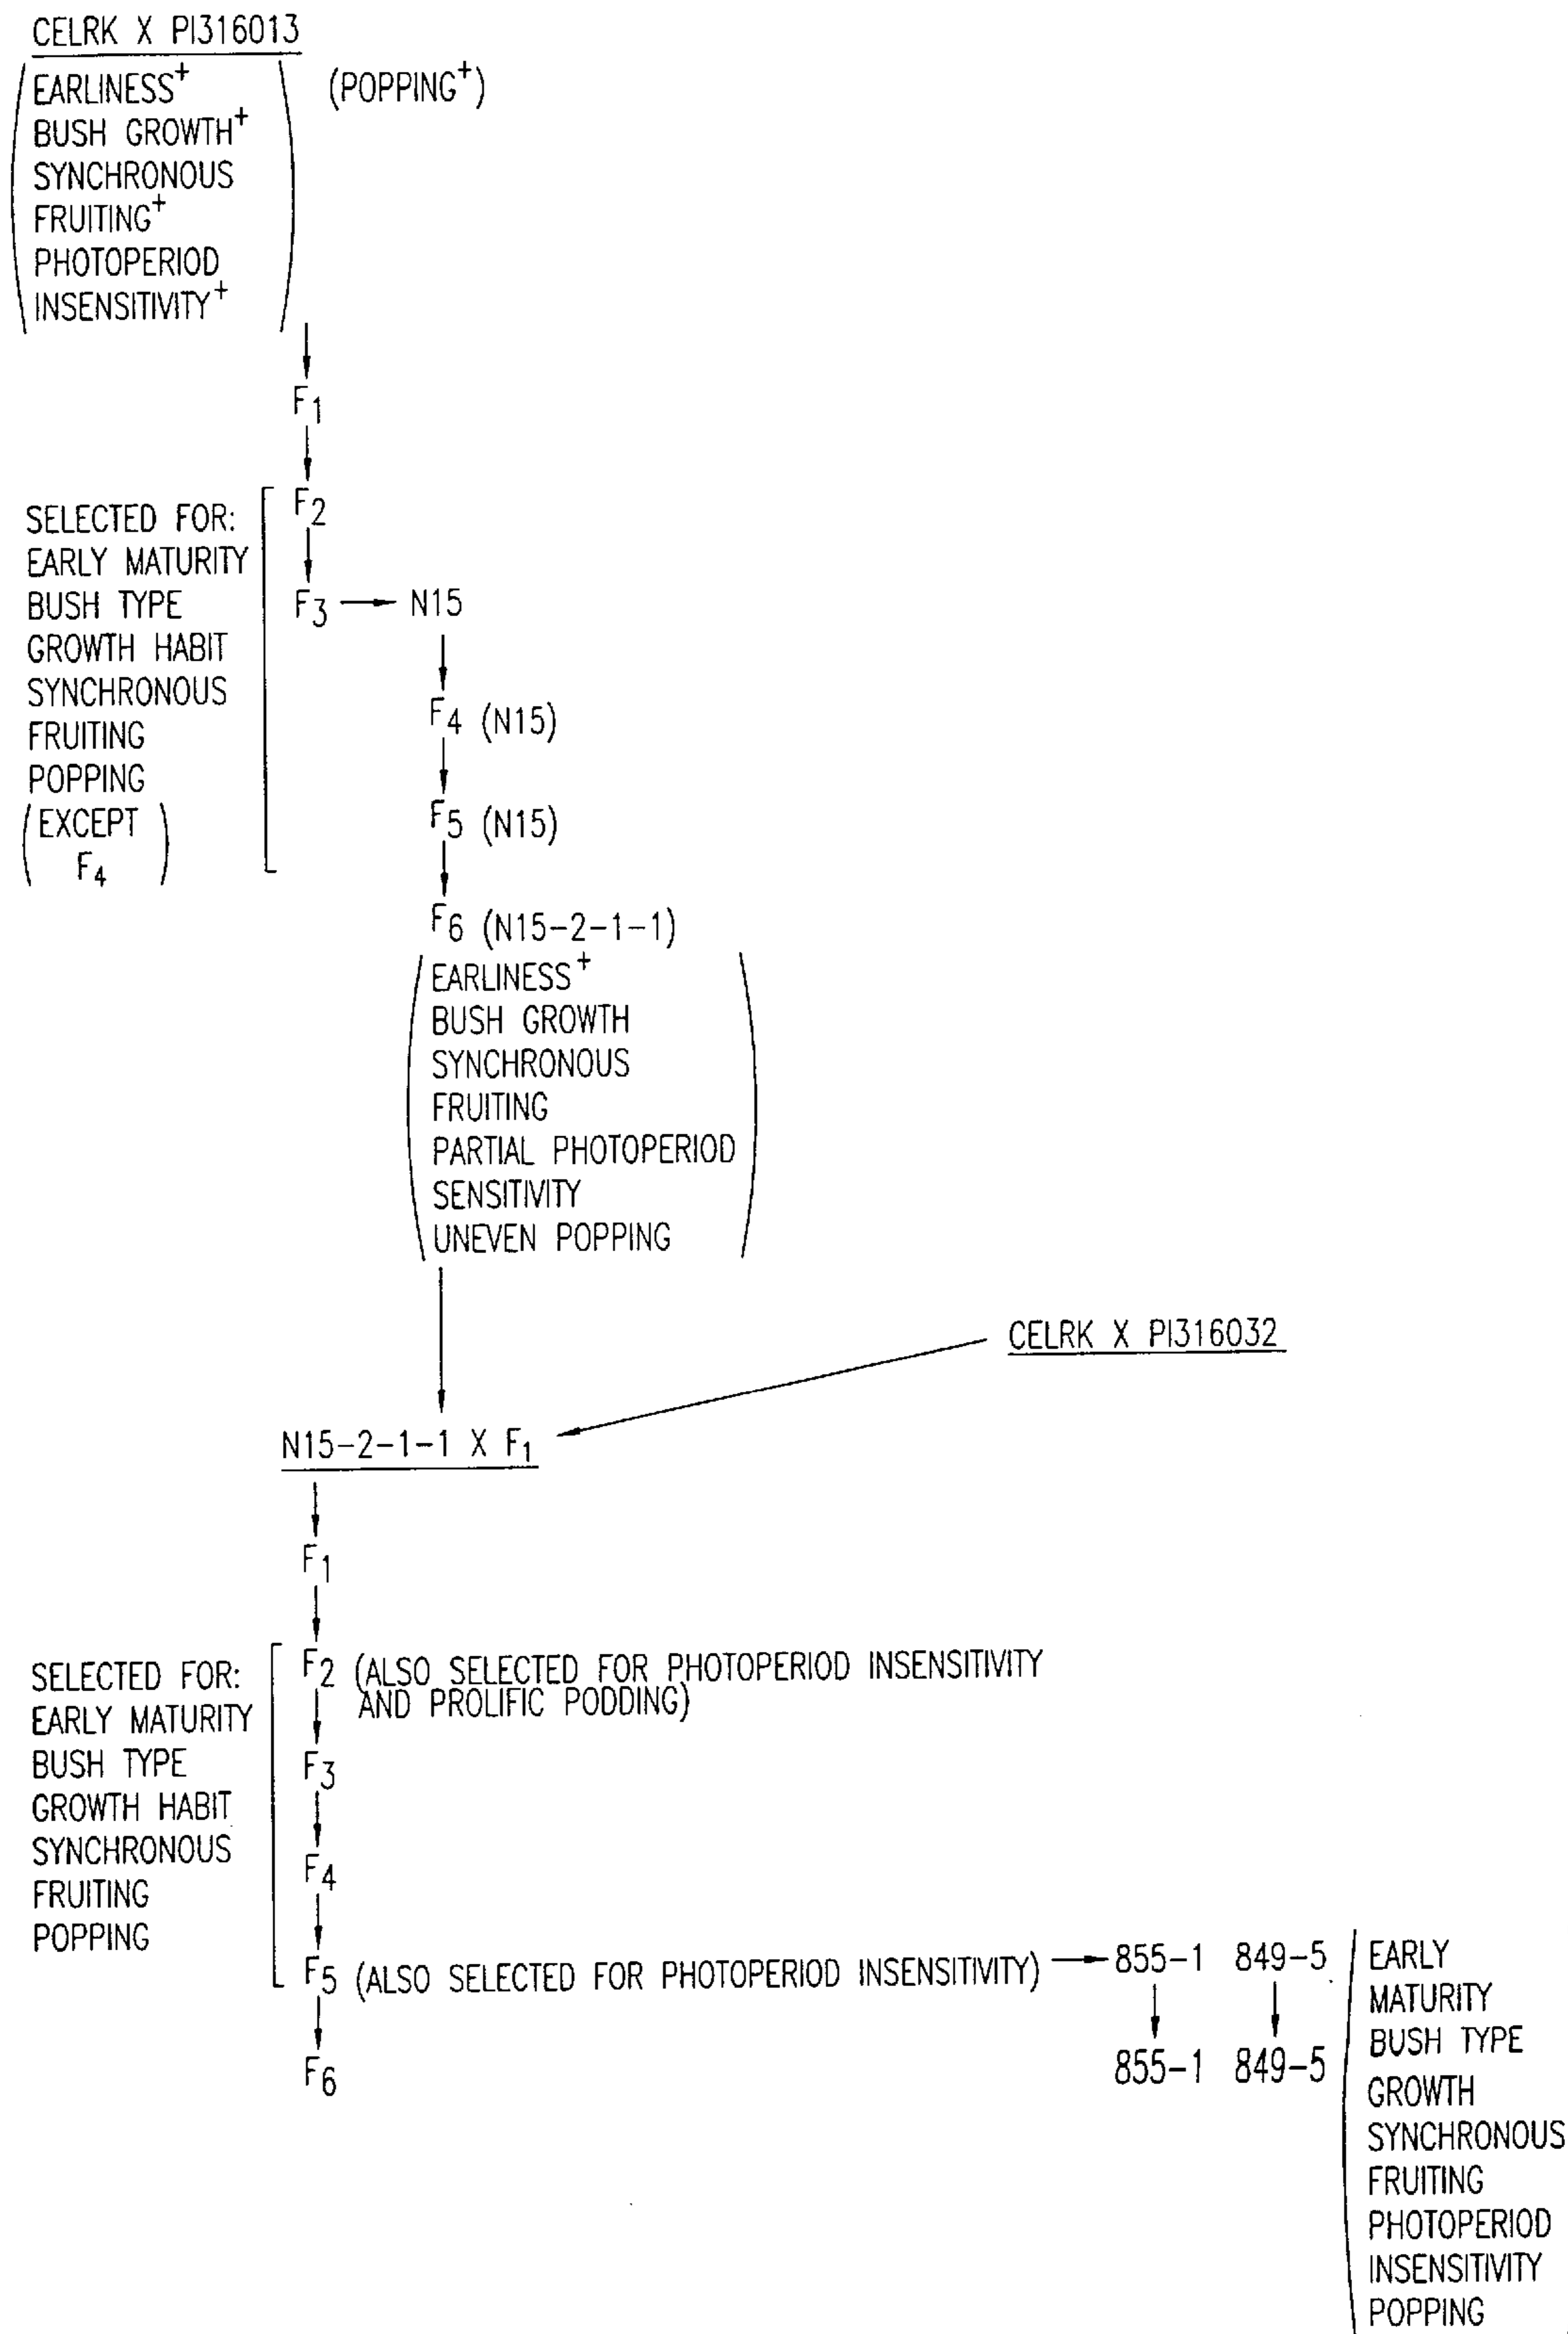 CELRK X PI316013
EARLINESS+
(POPPING+)
BUSH GROWTH+
SYNCHRONOUS
FRUITING+
PHOTOPERIOD
INSENSITIVITY+
F1
F2
SELECTED FOR:
EARLY MATURITY
BUSH TYPE
GROWTH HABIT
SYNCHRONOUS
FRUITING
POPPING
(EXCEPT
F4)
F3
N15
F4 (N15)
F5 (N15)
F6 (N15-2-1-1)
EARLINESS+
BUSH GROWTH
SYNCHRONOUS
FRUITING
PARTIAL PHOTOPERIOD
SENSITIVITY
UNEVEN POPPING
CELRK X PI316032
N15-2-1-1 X F1
F1
SELECTED FOR:
EARLY MATURITY
BUSH TYPE
GROWTH HABIT
SYNCHRONOUS
FRUITING
POPPING
F2 (ALSO SELECTED FOR PHOTOPERIOD INSENSITIVITY
AND PROLIFIC PODDING)
F3
F4
F5 (ALSO SELECTED FOR PHOTOPERIOD INSENSITIVITY)
855-1 849-5
F6
855-1 849-5
EARLY
MATURITY
BUSH TYPE
GROWTH
SYNCHRONOUS
FRUITING
PHOTOPERIOD
INSENSITIVITY
POPPING